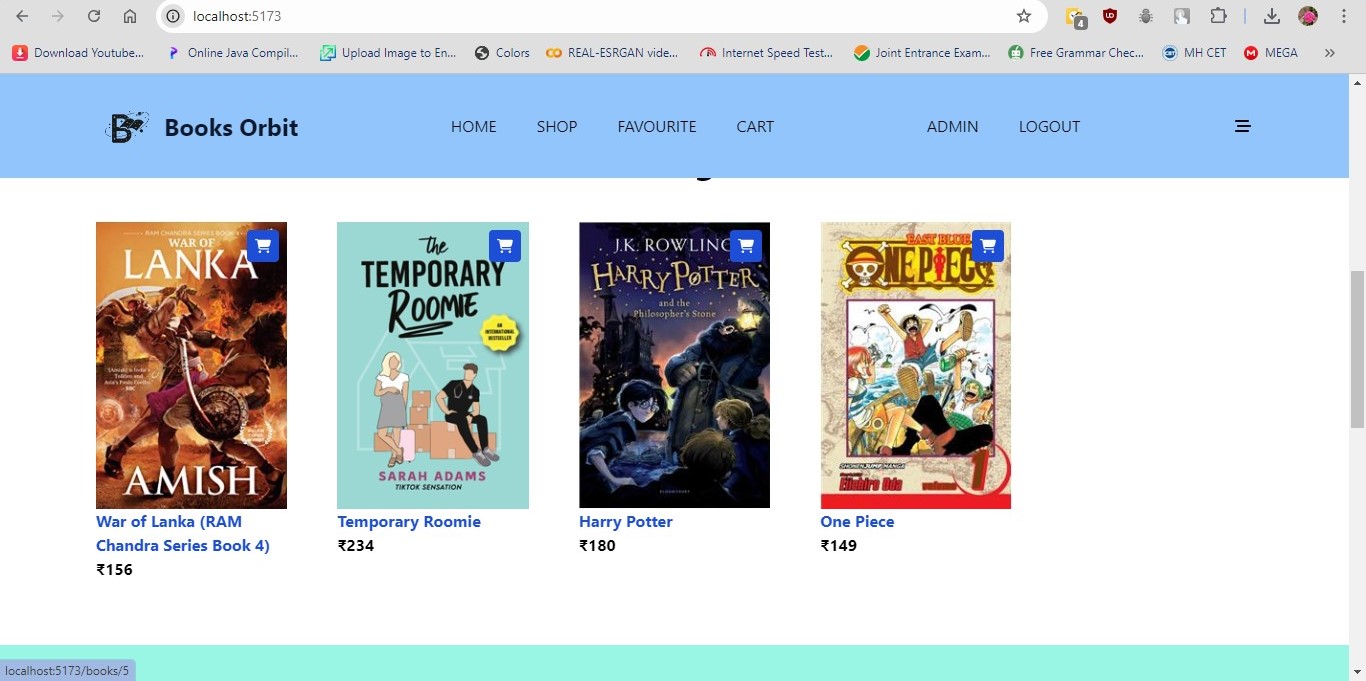 localhost:5173
4
Download Youtube...
Online Java Compil...
Upload Image to En...
Colors
REAL-ESRGAN vide...
Internet Speed Test...
Joint Entrance Exam...
Free Grammar Chec...
MH CET
MEGA
Books Orbit
HOME
SHOP
FAVOURITE
CART
ADMIN
LOGOUT
RAM CHANDRA SERIES BOOK 4
WAR OF
LANKA
AMISH
War of Lanka (RAM
Chandra Series Book 4)
₹156
the
TEMPORARY
ROOMIE
AN
INTERNATIONAL
BESTSELLER
SARAH ADAMS
TIKTOK SENSATION
Temporary Roomie
₹234
J.K. ROWLING
HARRY POTTER
and the
Philosopher's Stone
BLOOMSBURY
Harry Potter
₹180
EAST BLUE
ONE PIECE
SHONEN JUMP MANGA
Eiichiro Oda
volume 1
One Piece
₹149
localhost:5173/books/5